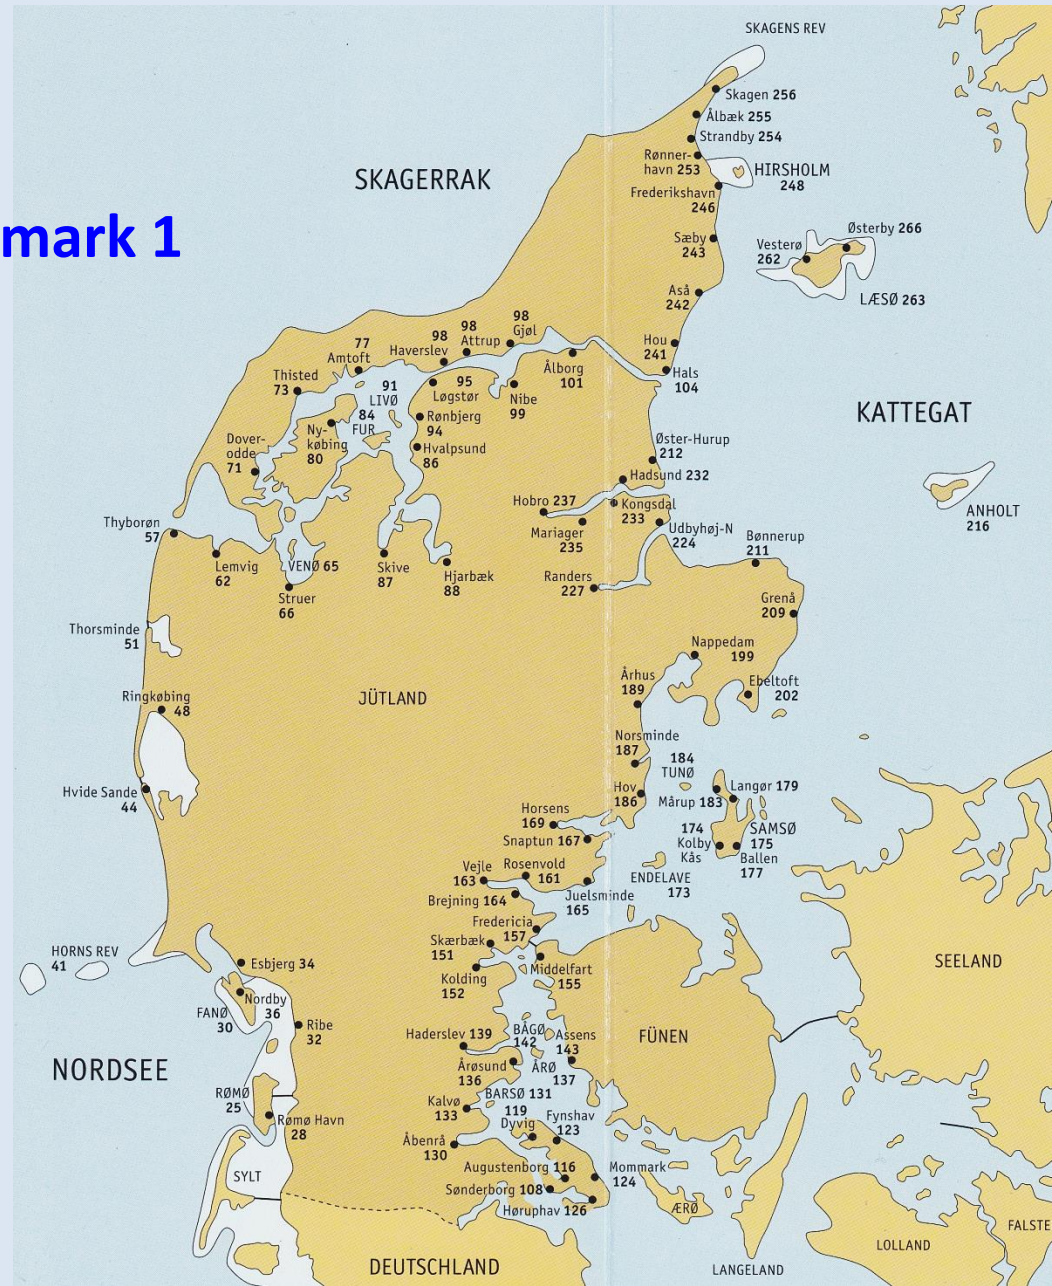 SKAGENS REV
Skagen 256
Ålbæk 255
Strandby 254
Rønner-
havn 253
HIRSHOLM
248
SKAGERRAK
Frederikshavn
246
mark 1
Sæby
243
Østerby 266
Vesterø
262
LÆSØ 263
Aså
242
98
Gjøl
98
Attrup
98
Haverslev
77
Amtoft
Hou
241
Ålborg
101
Hals
104
Thisted
73
91
LIVØ
95
Løgstør
Nibe
99
84
FUR
Rønbjerg
94
KATTEGAT
Ny-
købing
80
Dover-
odde
71
Hvalpsund
86
Øster-Hurup
212
Hadsund 232
Hobro 237
Kongsdal
233
Mariager
235
ANHOLT
216
Thyborøn
57
Udbyhøj-N
224
Bønnerup
211
Lemvig
62
VENØ 65
Skive
87
Hjarbæk
88
Randers
227
Struer
66
Grenå
209
Thorsminde
51
Nappedam
199
Århus
189
Ebeltoft
202
Ringkøbing
48
JÜTLAND
Norsminde
187
184
TUNØ
Hvide Sande
44
Hov
186
Langør 179
Mårup 183
Horsens
169
Snaptun 167
174
Kolby
Kås
SAMSØ
175
Ballen
177
Vejle
163
Rosenvold
161
ENDELAVE
173
Brejning 164
Juelsminde
165
Fredericia
157
Skærbæk
151
HORNS REV
41
Esbjerg 34
Kolding
152
Middelfart
155
SEELAND
Nordby
36
FANØ
30
Ribe
32
Haderslev 139
BÅGØ
142
Assens
143
FÜNEN
NORDSEE
Årøsund
136
ÅRØ
137
RØMØ
25
BARSØ 131
Kalvø
133
119
Dyvig
Fynshav
123
Rømø Havn
28
Åbenrå
130
SYLT
Augustenborg 116
Mommark
124
Sønderborg 108
Høruphav 126
ÆRØ
FALSTE
LOLLAND
DEUTSCHLAND
LANGELAND